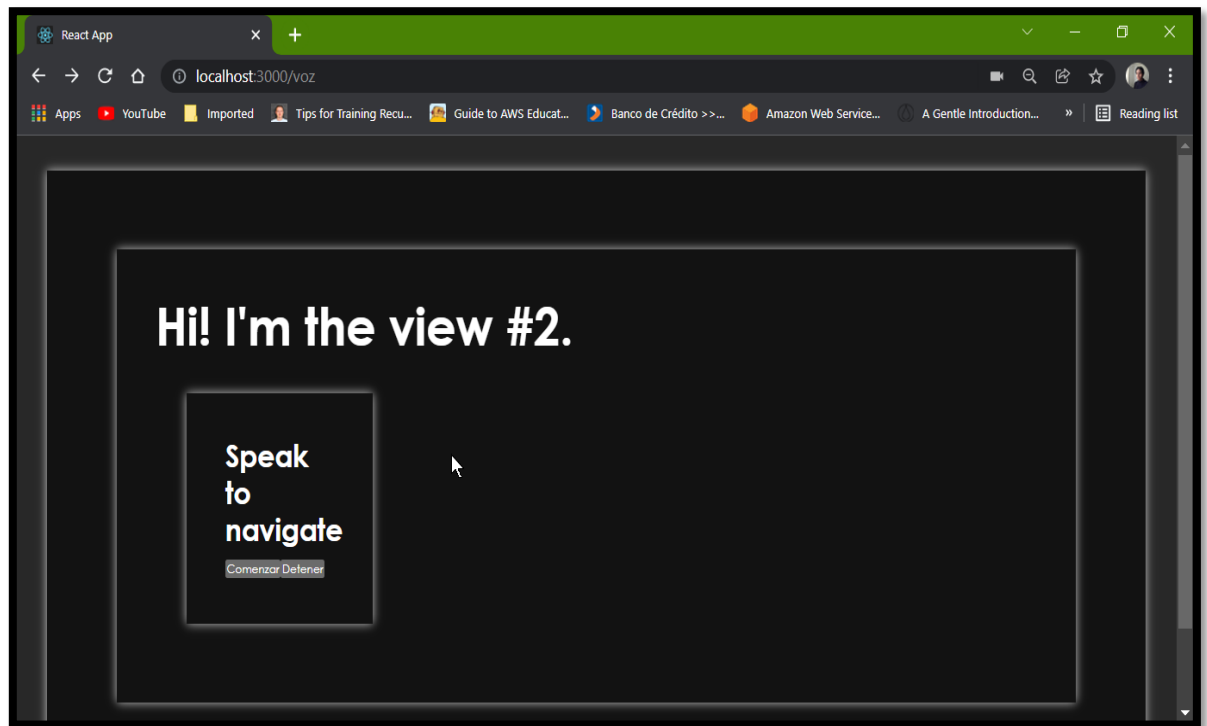 React App
localhost:3000/voz
Apps YouTube Imported Tips for Training Recu... Guide to AWS Educat... Banco de Crédito >>... Amazon Web Service... A Gentle Introduction... » Reading list
Hi! I'm the view #2.
Speak
to
navigate
Comenzar Detener